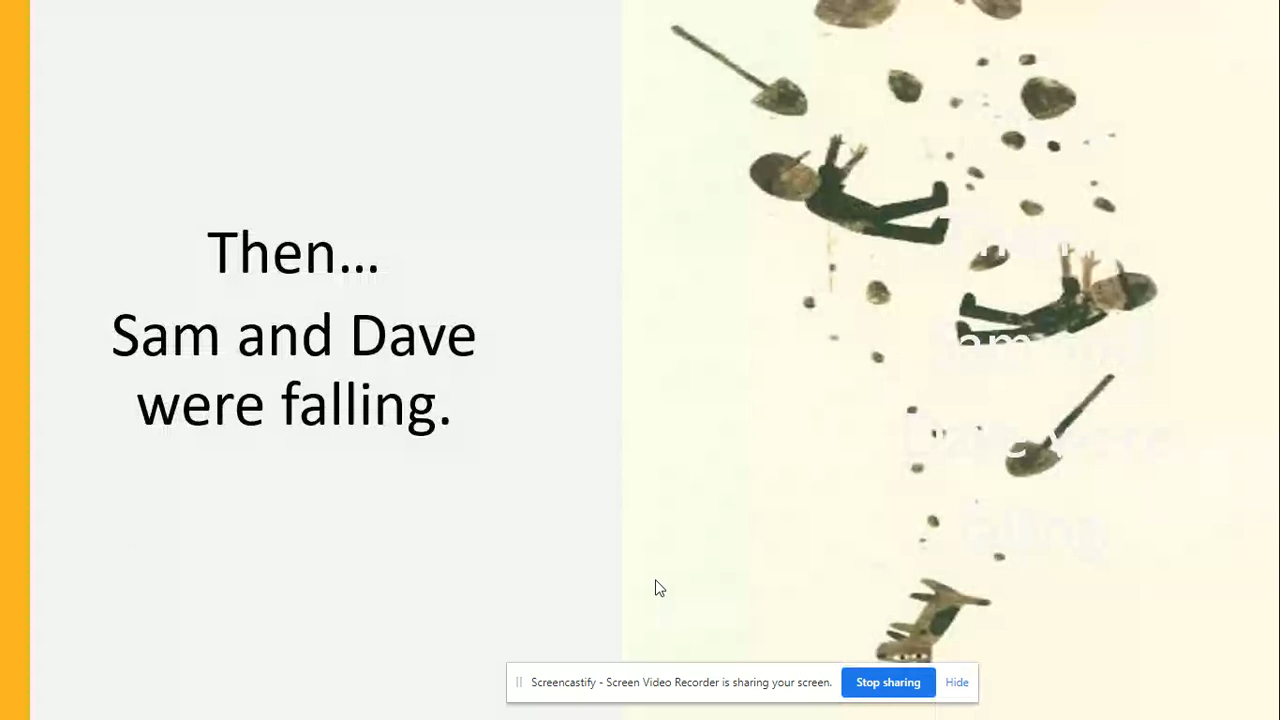 Then...
Sam and Dave
were falling.
Screencastify - Screen Video Recorder is sharing your screen.
Stop sharing
Hide